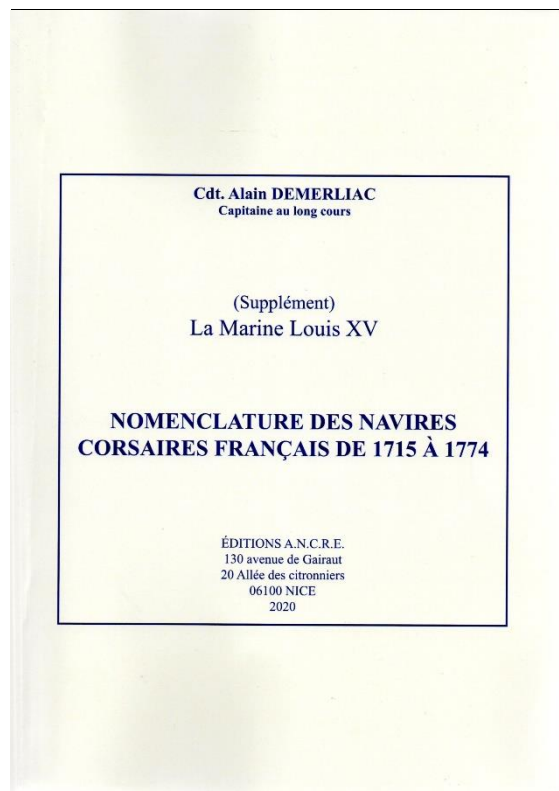 Cdt. Alain DEMERLIAC
Capitaine au long cours
(Supplément)
La Marine Louis XV
NOMENCLATURE DES NAVIRES
CORSAIRES FRANÇAIS DE 1715 À 1774
ÉDITIONS A.N.C.R.E.
130 avenue de Gairaut
20 Allée des citronniers
06100 NICE
2020